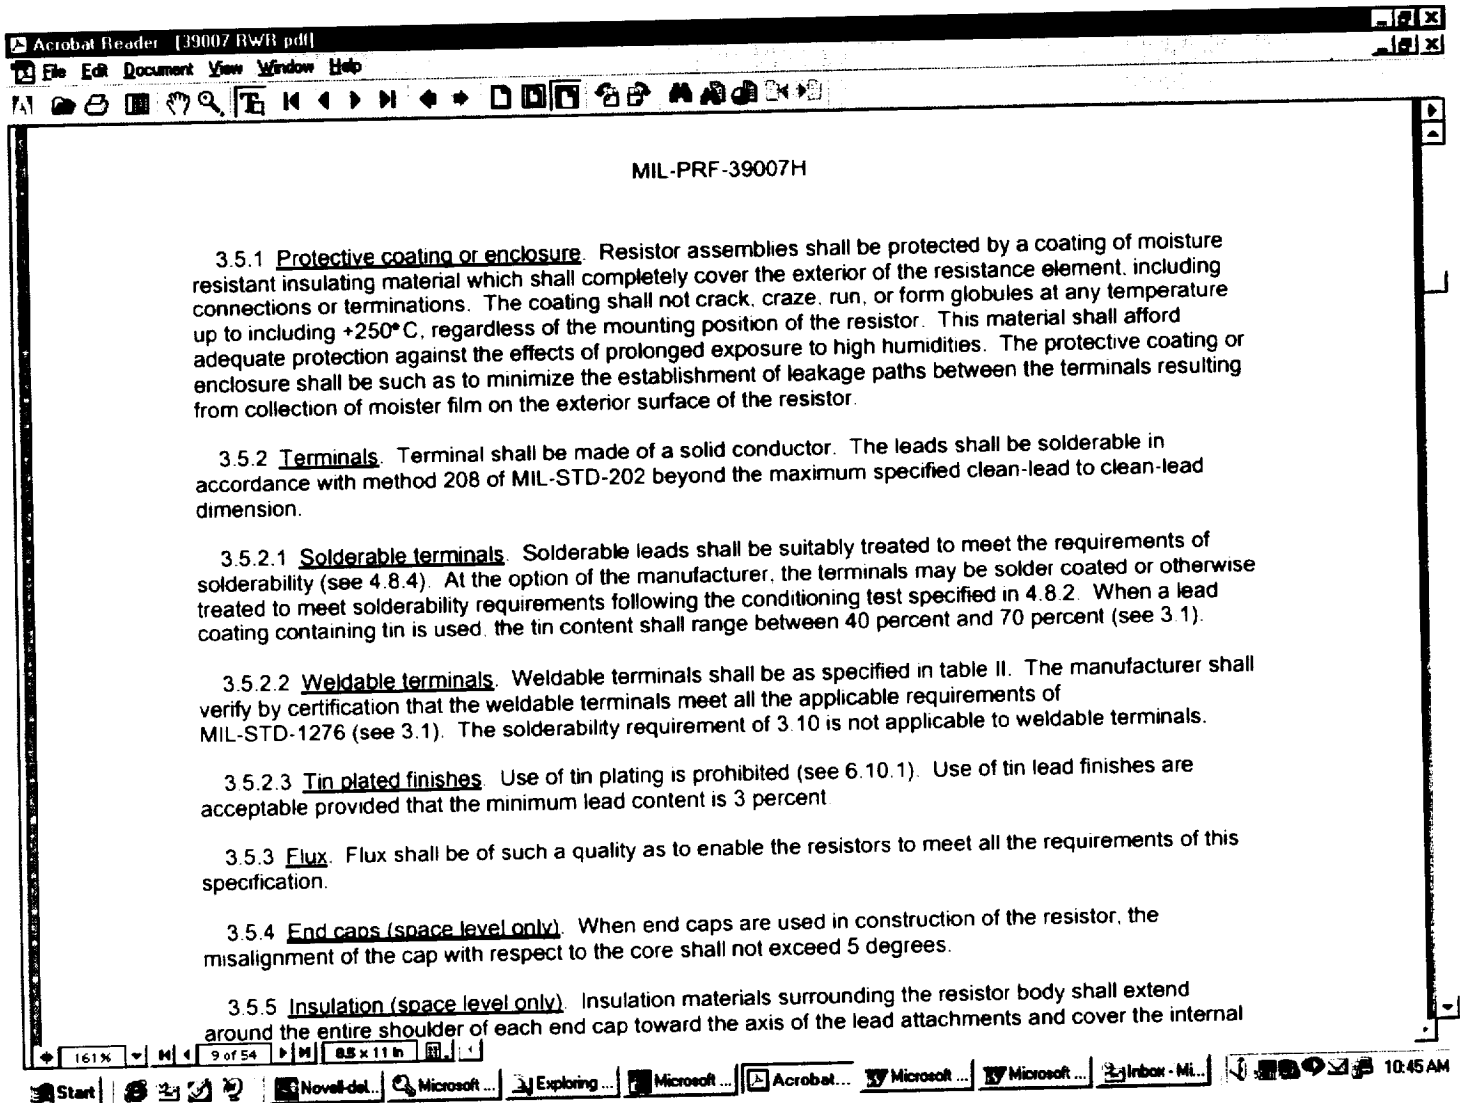 Acrobat Reader - [39007 RWR.pdf]
File Edit Document View Window Help
MIL-PRF-39007H
3.5.1 Protective coating or enclosure. Resistor assemblies shall be protected by a coating of moisture
resistant insulating material which shall completely cover the exterior of the resistance element, including
connections or terminations. The coating shall not crack, craze, run, or form globules at any temperature
up to including +250°C, regardless of the mounting position of the resistor. This material shall afford
adequate protection against the effects of prolonged exposure to high humidities. The protective coating or
enclosure shall be such as to minimize the establishment of leakage paths between the terminals resulting
from collection of moister film on the exterior surface of the resistor.
3.5.2 Terminals. Terminal shall be made of a solid conductor. The leads shall be solderable in
accordance with method 208 of MIL-STD-202 beyond the maximum specified clean-lead to clean-lead
dimension.
3.5.2.1 Solderable terminals. Solderable leads shall be suitably treated to meet the requirements of
solderability (see 4.8.4). At the option of the manufacturer, the terminals may be solder coated or otherwise
treated to meet solderability requirements following the conditioning test specified in 4.8.2. When a lead
coating containing tin is used, the tin content shall range between 40 percent and 70 percent (see 3.1).
3.5.2.2 Weldable terminals. Weldable terminals shall be as specified in table II. The manufacturer shall
verify by certification that the weldable terminals meet all the applicable requirements of
MIL-STD-1276 (see 3.1). The solderability requirement of 3.10 is not applicable to weldable terminals.
3.5.2.3 Tin plated finishes. Use of tin plating is prohibited (see 6.10.1). Use of tin lead finishes are
acceptable provided that the minimum lead content is 3 percent.
3.5.3 Flux. Flux shall be of such a quality as to enable the resistors to meet all the requirements of this
specification.
3.5.4 End caps (space level only). When end caps are used in construction of the resistor, the
misalignment of the cap with respect to the core shall not exceed 5 degrees.
3.5.5 Insulation (space level only). Insulation materials surrounding the resistor body shall extend
around the entire shoulder of each end cap toward the axis of the lead attachments and cover the internal
161% 9 of 54 8.5 x 11 in
Start Novell-del... Microsoft ... Exploring ... Microsoft ... Acrobat... Microsoft ... Microsoft ... Inbox - Mi... 10:45 AM